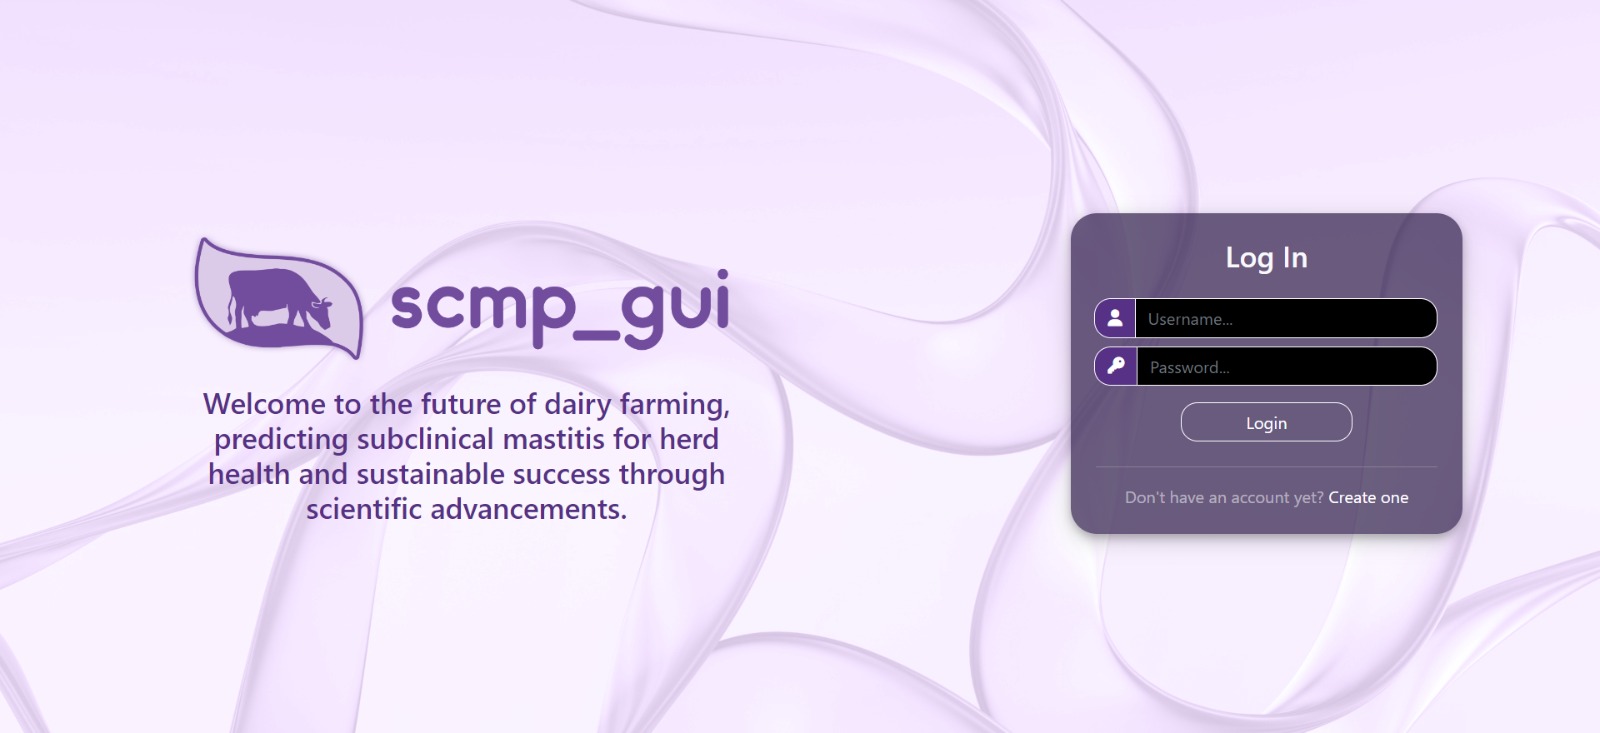 scmp_gui
Welcome to the future of dairy farming,
predicting subclinical mastitis for herd
health and sustainable success through
scientific advancements.
Log In
Username...
Password...
Login
Don't have an account yet? Create one